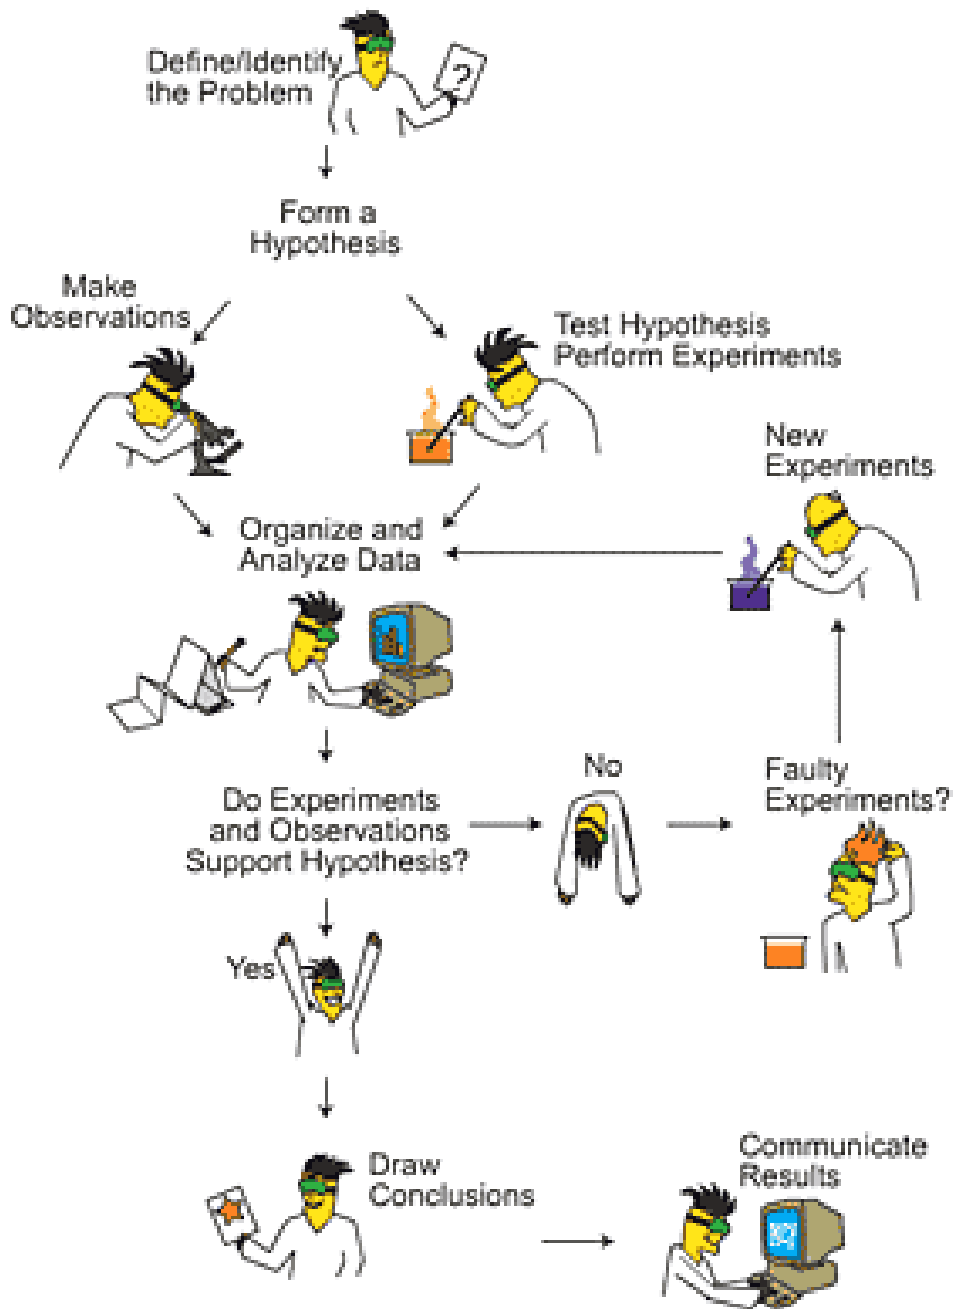 Define/Identify
the Problem
?
Form a
Hypothesis
Make
Observations
Test Hypothesis
Perform Experiments
New
Experiments
Organize and
Analyze Data
Do Experiments
and Observations
Support Hypothesis?
No
Faulty
Experiments?
Yes
Draw
Conclusions
Communicate
Results